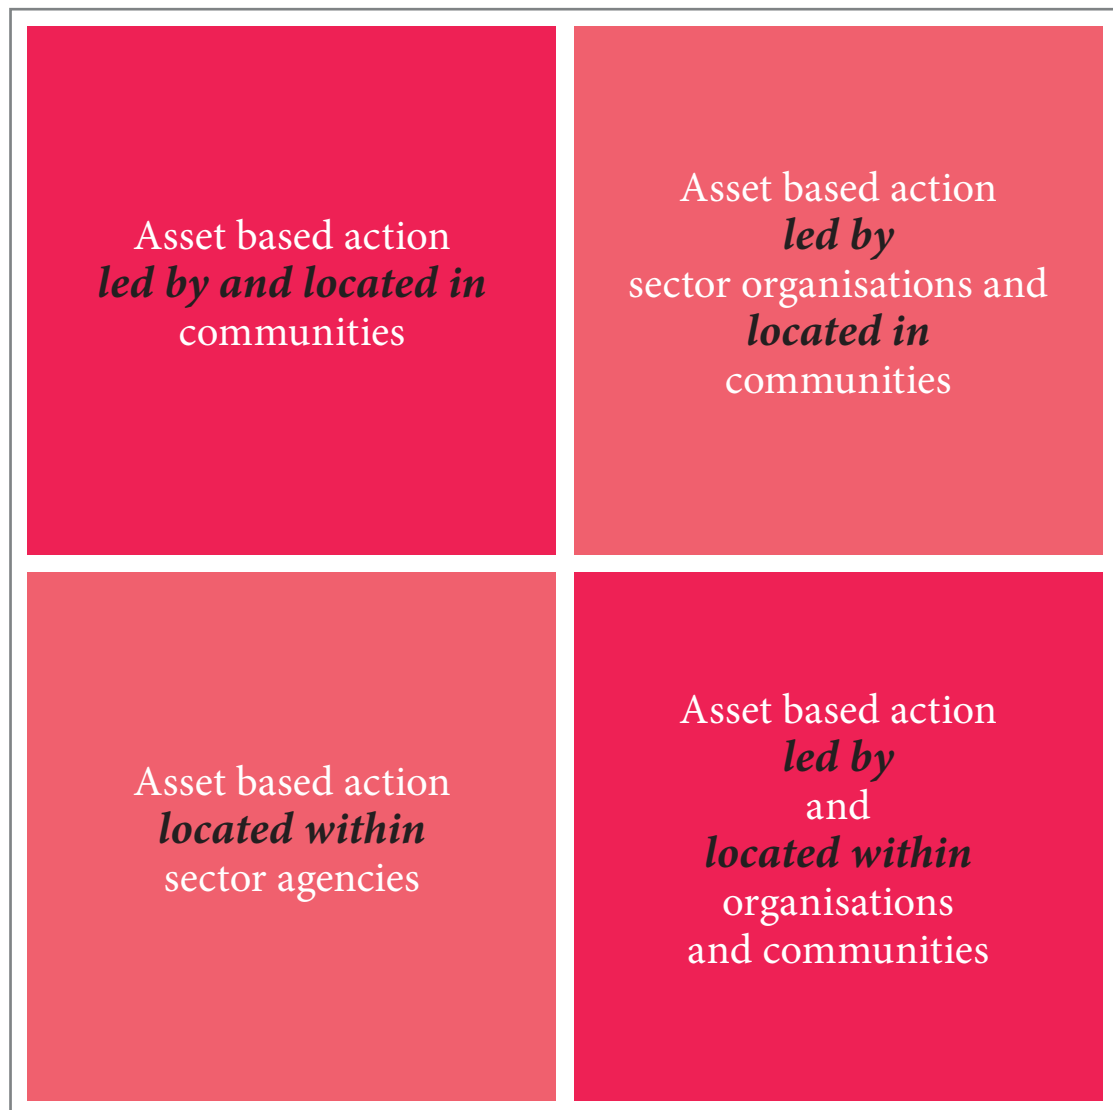 Asset based action
led by and located in
communities
Asset based action
led by
sector organisations and
located in
communities
Asset based action
located within
sector agencies
Asset based action
led by
and
located within
organisations
and communities